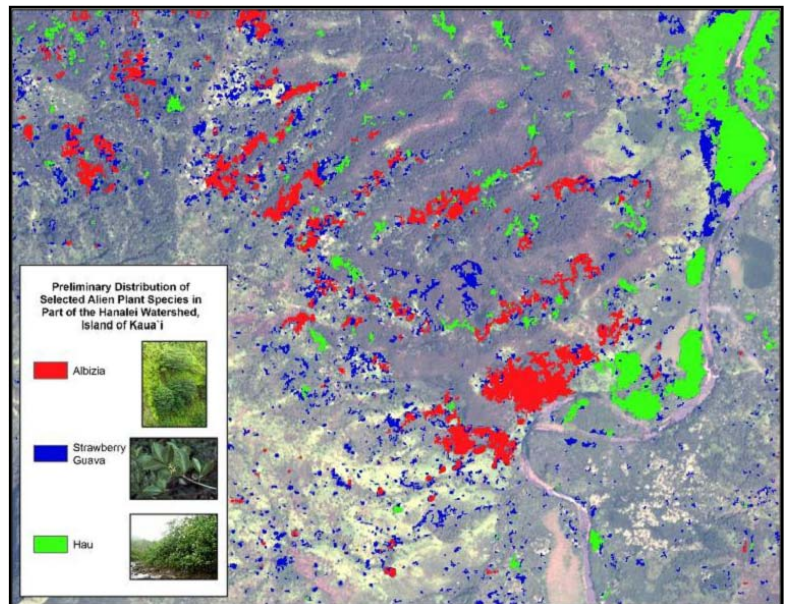 Preliminary Distribution of
Selected Alien Plant Species in
Part of the Hanalei Watershed,
Island of Kaua`i
Albizia
Strawberry
Guava
Hau